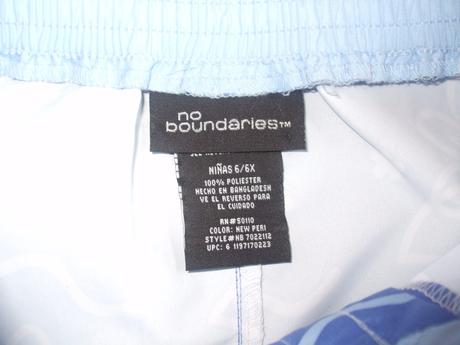 no
boundaries™
NIÑAS 6/6X
100% POLIESTER
HECHO EN BANGLADESH
VE EL REVERSO PARA
EL CUIDADO
RN#50110
COLOR: NEW PERI
STYLE#NB 7022112
UPC: 6 1197170223